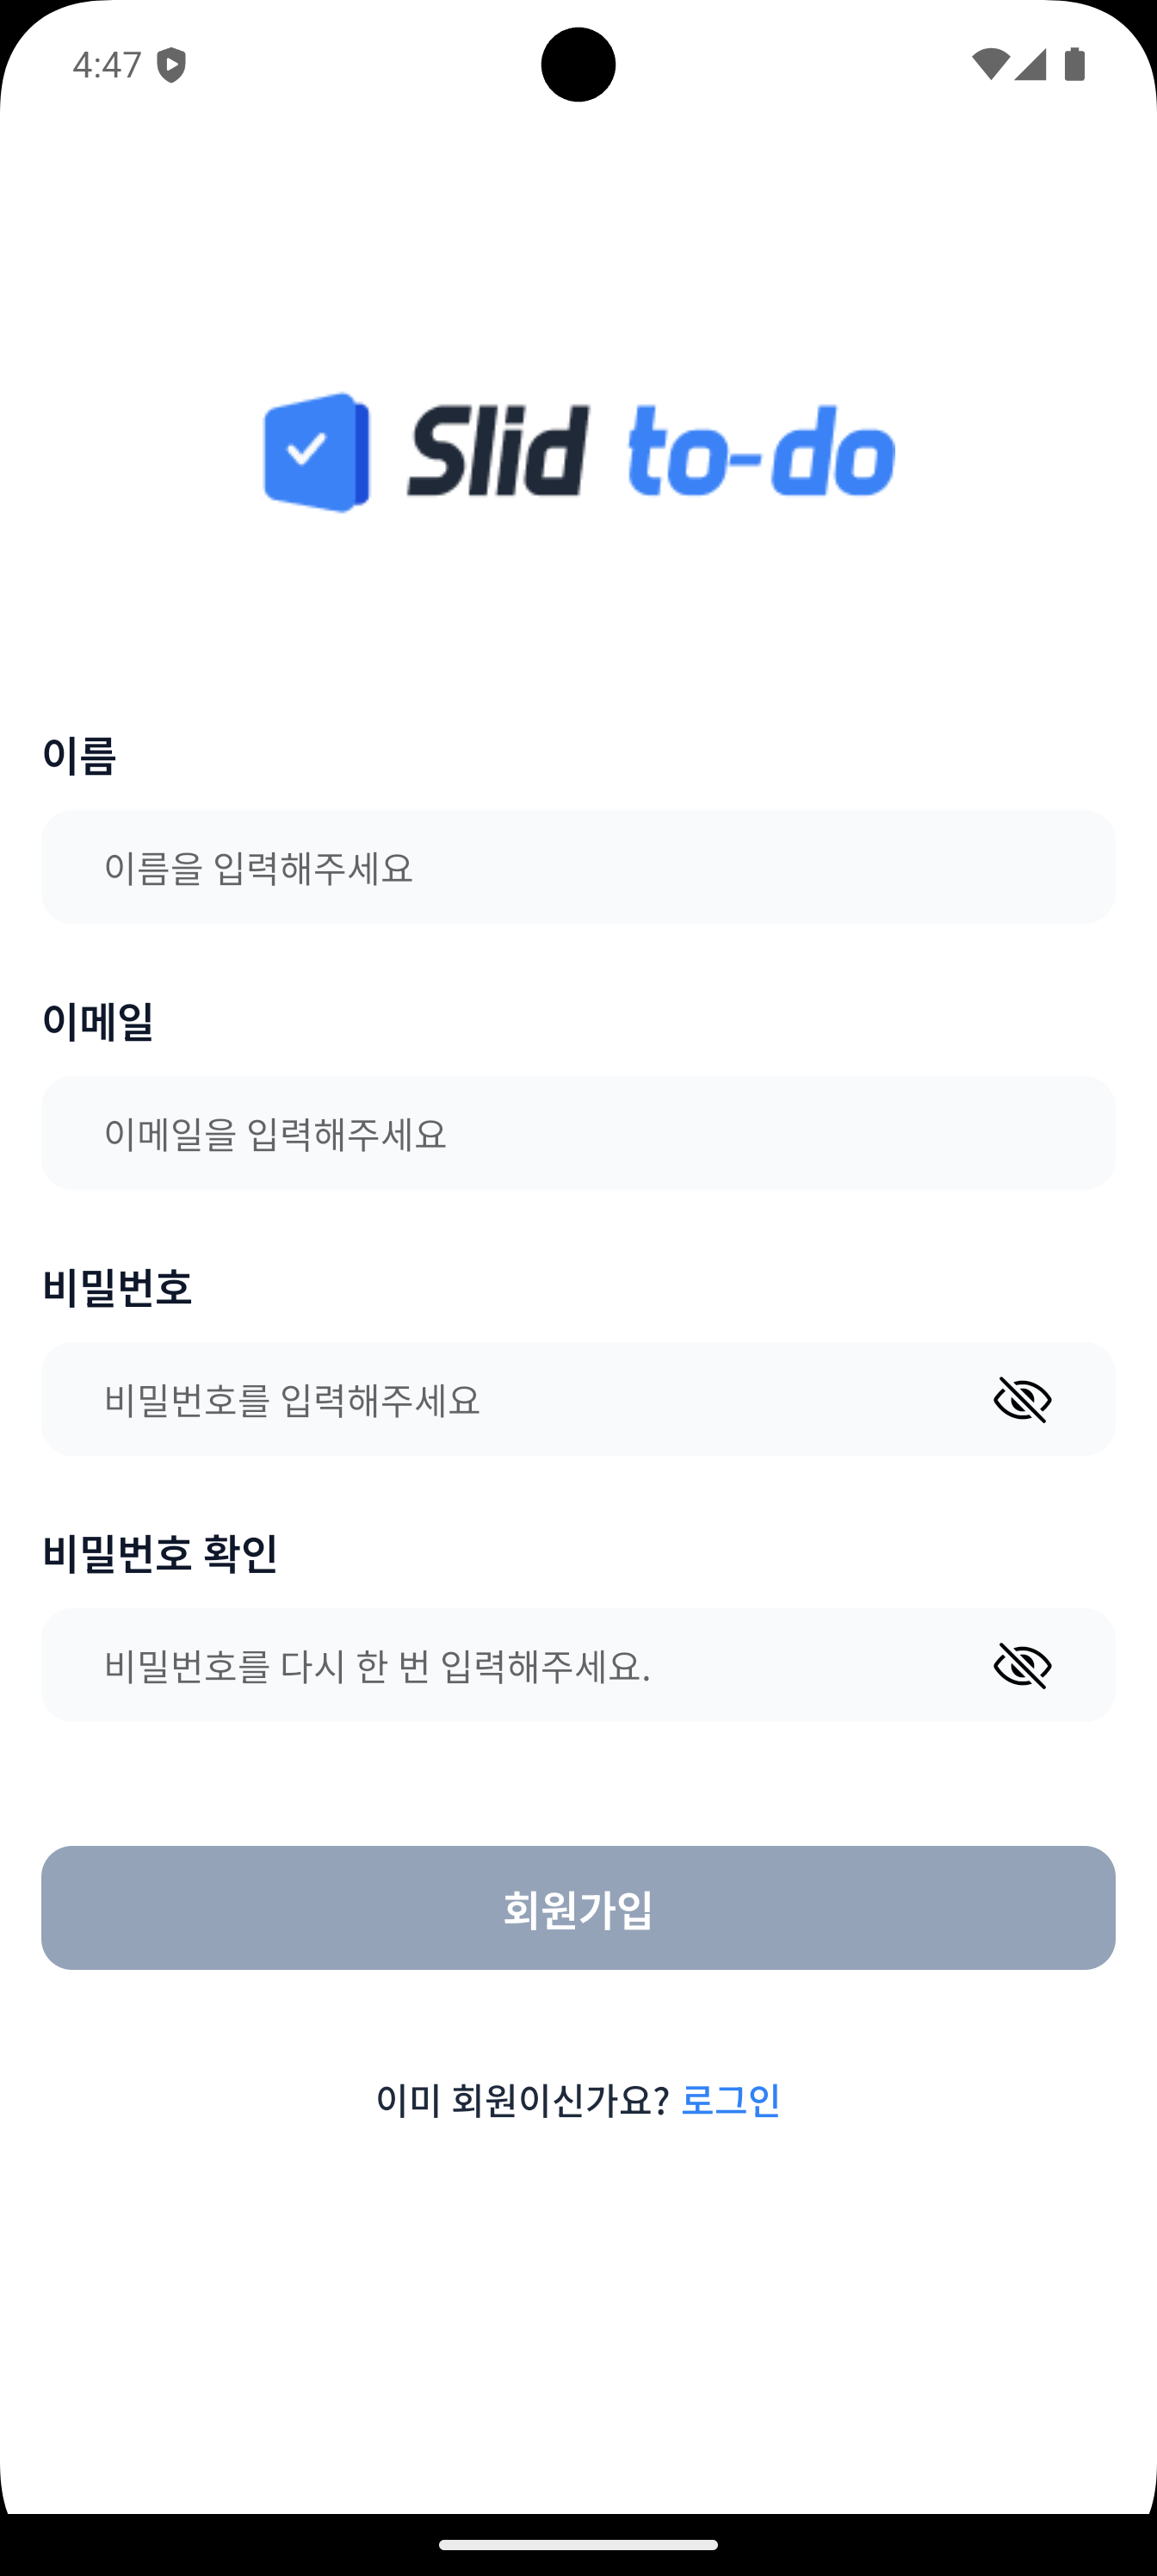 4:47
Slid to-do
이름
이름을 입력해주세요
이메일
이메일을 입력해주세요
비밀번호
비밀번호를 입력해주세요
비밀번호 확인
비밀번호를 다시 한 번 입력해주세요.
회원가입
이미 회원이신가요? 로그인